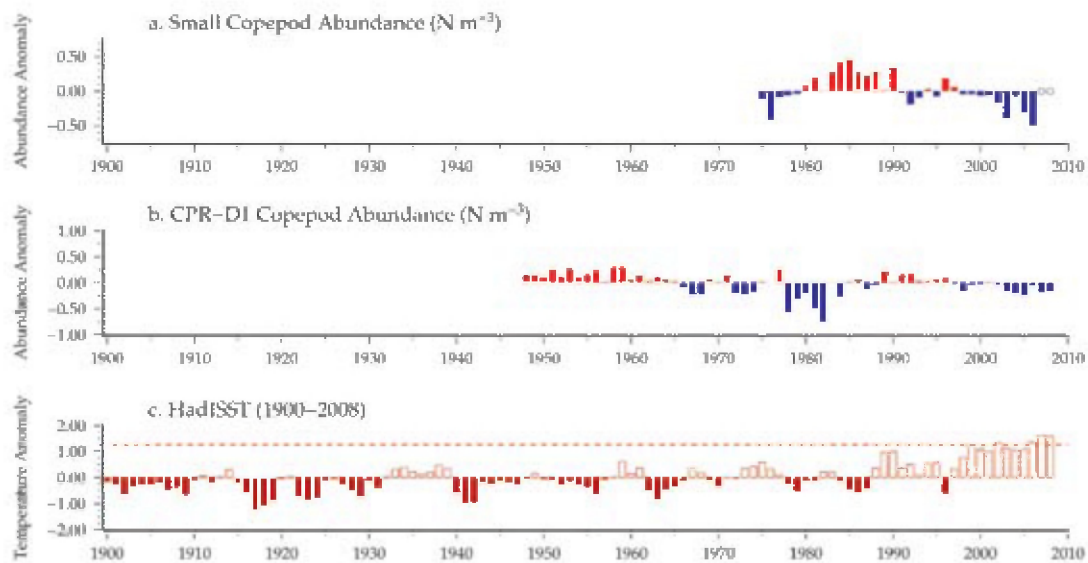 a. Small Copepod Abundance (N m⁻³)
Abundance Anomaly
0.50
0.00
−0.50
1900 1910 1920 1930 1940 1950 1960 1970 1980 1990 2000 2010
b. CPR−D1 Copepod Abundance (N m⁻³)
Abundance Anomaly
1.00
0.50
0.00
−0.50
−1.00
1900 1910 1920 1930 1940 1950 1960 1970 1980 1990 2000 2010
c. HadISST (1900−2008)
Temperature Anomaly
2.00
1.00
0.00
−1.00
−2.00
1900 1910 1920 1930 1940 1950 1960 1970 1980 1990 2000 2010